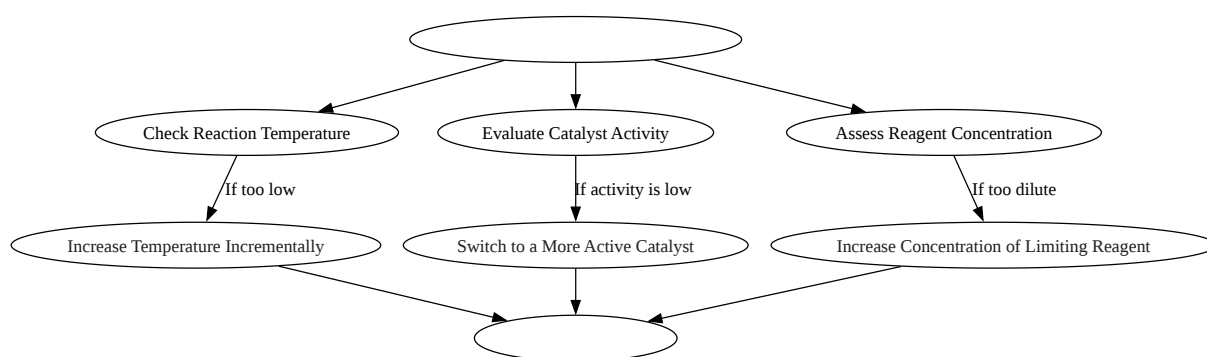 Check Reaction Temperature
Evaluate Catalyst Activity
Assess Reagent Concentration
If too low
If activity is low
If too dilute
Increase Temperature Incrementally
Switch to a More Active Catalyst
Increase Concentration of Limiting Reagent